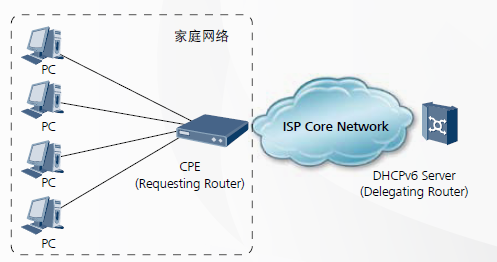 家庭网络
PC
PC
PC
PC
CPE
(Requesting Router)
ISP Core Network
DHCPv6 Server
(Delegating Router)